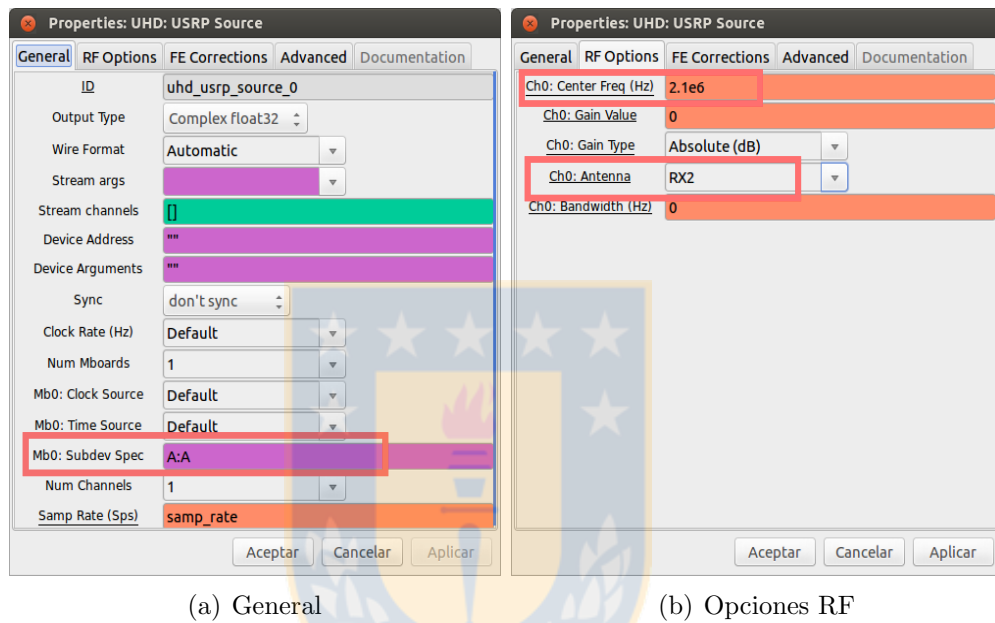 Properties: UHD: USRP Source
General RF Options FE Corrections Advanced Documentation
ID uhd_usrp_source_0
Output Type Complex float32
Wire Format Automatic
Stream args
Stream channels []
Device Address ""
Device Arguments ""
Sync don't sync
Clock Rate (Hz) Default
Num Mboards 1
Mb0: Clock Source Default
Mb0: Time Source Default
Mb0: Subdev Spec A:A
Num Channels 1
Samp Rate (Sps) samp_rate
Aceptar Cancelar Aplicar
(a) General
Properties: UHD: USRP Source
General RF Options FE Corrections Advanced Documentation
Ch0: Center Freq (Hz) 2.1e6
Ch0: Gain Value 0
Ch0: Gain Type Absolute (dB)
Ch0: Antenna RX2
Ch0: Bandwidth (Hz) 0
Aceptar Cancelar Aplicar
(b) Opciones RF